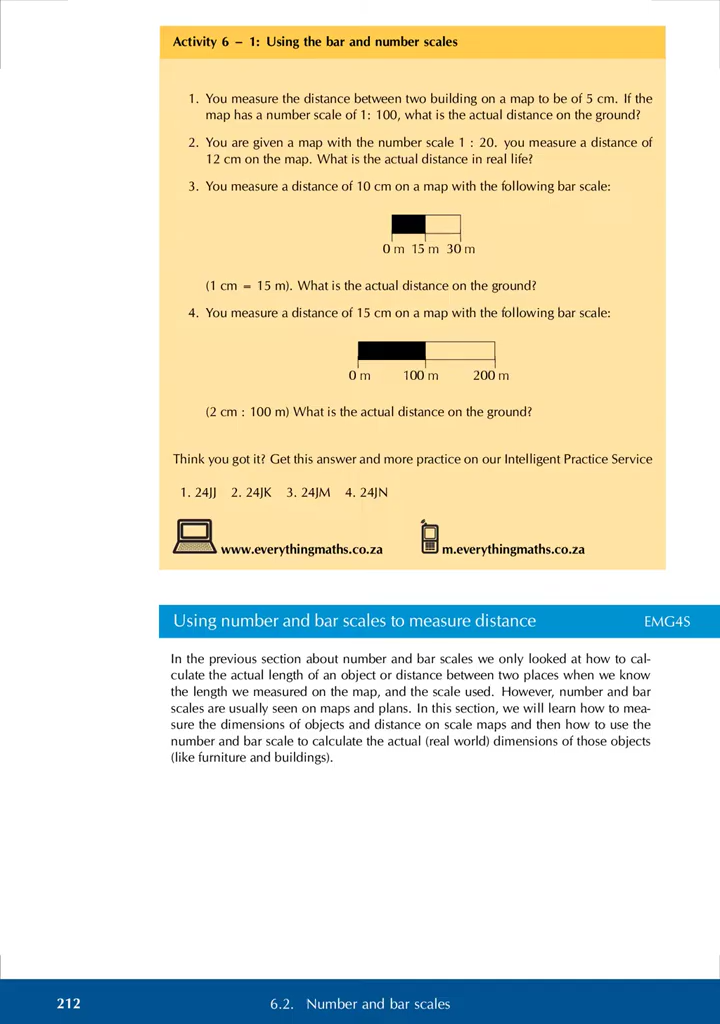 Activity 6 – 1: Using the bar and number scales
1. You measure the distance between two building on a map to be of 5 cm. If the
map has a number scale of 1: 100, what is the actual distance on the ground?
2. You are given a map with the number scale 1 : 20. you measure a distance of
12 cm on the map. What is the actual distance in real life?
3. You measure a distance of 10 cm on a map with the following bar scale:
0 m 15 m 30 m
(1 cm = 15 m). What is the actual distance on the ground?
4. You measure a distance of 15 cm on a map with the following bar scale:
0 m 100 m 200 m
(2 cm : 100 m) What is the actual distance on the ground?
Think you got it? Get this answer and more practice on our Intelligent Practice Service
1. 24JJ 2. 24JK 3. 24JM 4. 24JN
www.everythingmaths.co.za m.everythingmaths.co.za
Using number and bar scales to measure distance EMG4S
In the previous section about number and bar scales we only looked at how to cal-
culate the actual length of an object or distance between two places when we know
the length we measured on the map, and the scale used. However, number and bar
scales are usually seen on maps and plans. In this section, we will learn how to mea-
sure the dimensions of objects and distance on scale maps and then how to use the
number and bar scale to calculate the actual (real world) dimensions of those objects
(like furniture and buildings).
212 6.2. Number and bar scales